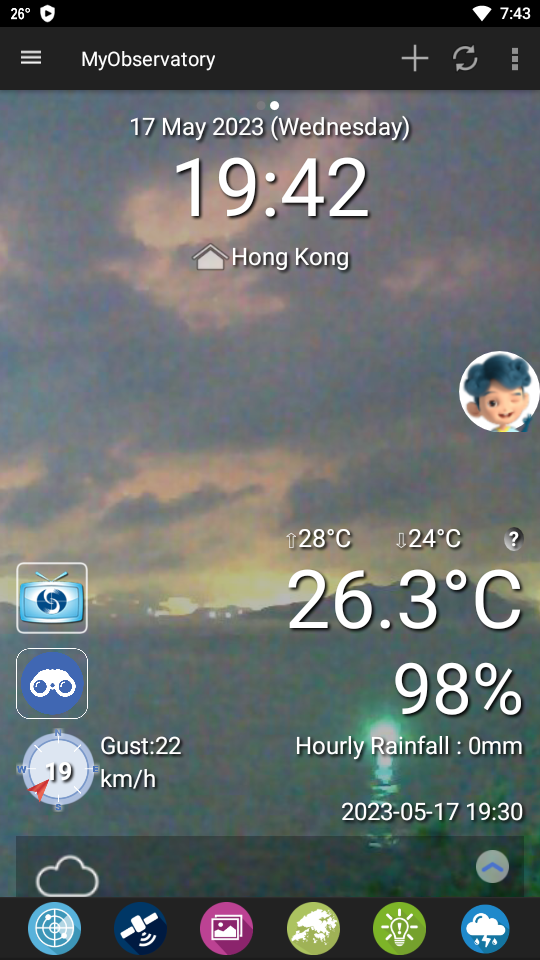 26° 7:43
MyObservatory
17 May 2023 (Wednesday)
19:42
Hong Kong
⇧28°C ⇩24°C ?
26.3°C
98%
N
W 19 E
S
Gust:22
km/h
Hourly Rainfall : 0mm
2023-05-17 19:30